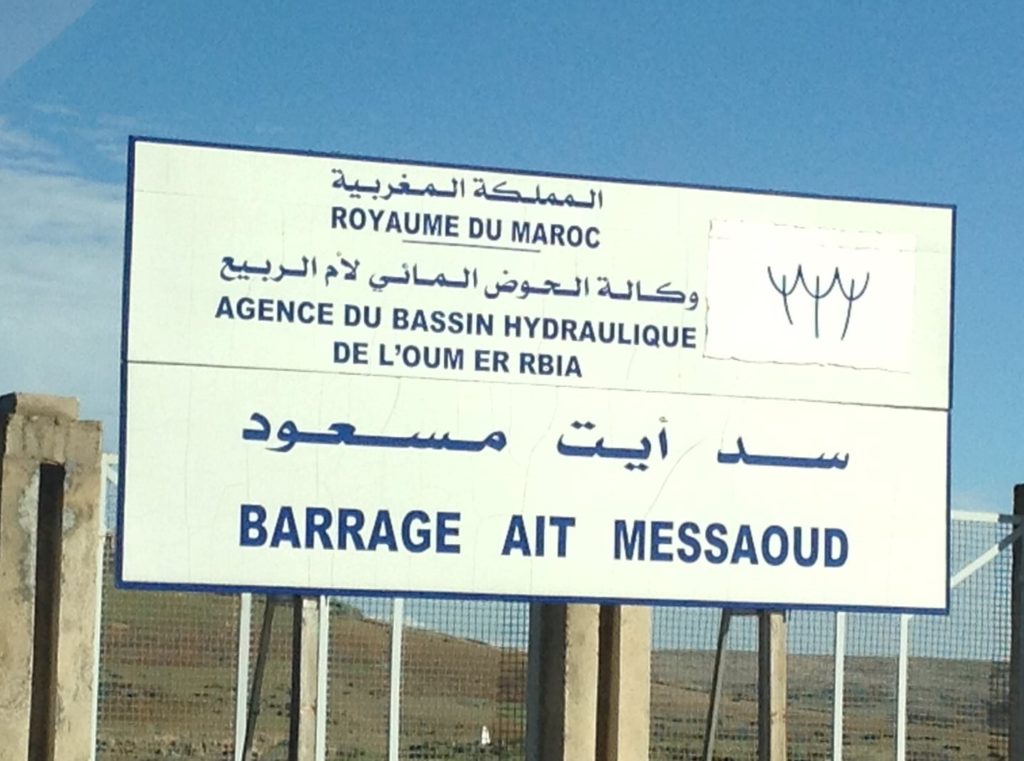 المملكة المغربية
ROYAUME DU MAROC
وكالة الحوض المائي لأم الربيع
AGENCE DU BASSIN HYDRAULIQUE
DE L'OUM ER RBIA
سد أيت مسعود
BARRAGE AIT MESSAOUD